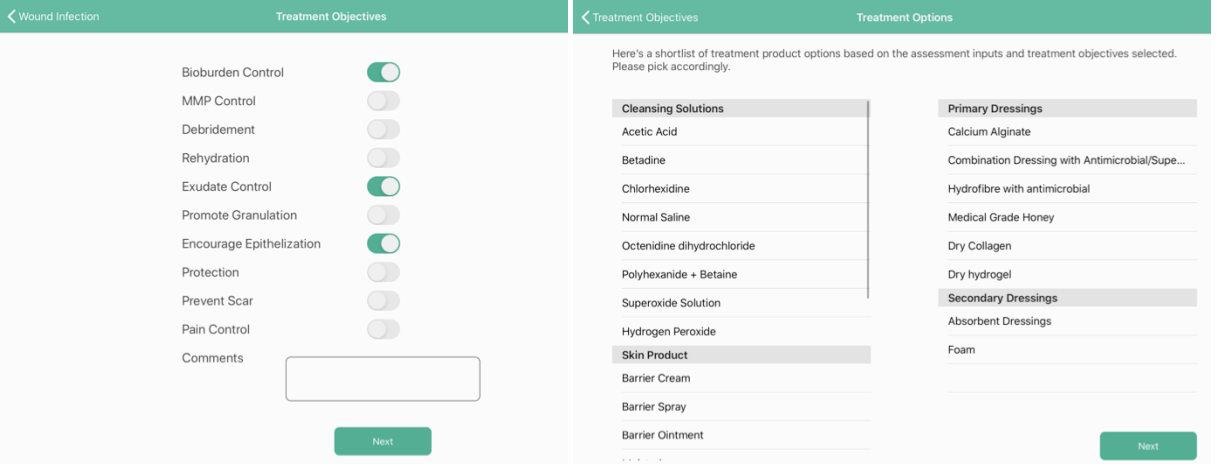 Wound Infection
Treatment Objectives
Bioburden Control
MMP Control
Debridement
Rehydration
Exudate Control
Promote Granulation
Encourage Epithelization
Protection
Prevent Scar
Pain Control
Comments
Next
Treatment Objectives
Treatment Options
Here's a shortlist of treatment product options based on the assessment inputs and treatment objectives selected.
Please pick accordingly.
Cleansing Solutions
Acetic Acid
Betadine
Chlorhexidine
Normal Saline
Octenidine dihydrochloride
Polyhexanide + Betaine
Superoxide Solution
Hydrogen Peroxide
Skin Product
Barrier Cream
Barrier Spray
Barrier Ointment
Primary Dressings
Calcium Alginate
Combination Dressing with Antimicrobial/Supe...
Hydrofibre with antimicrobial
Medical Grade Honey
Dry Collagen
Dry hydrogel
Secondary Dressings
Absorbent Dressings
Foam
Next